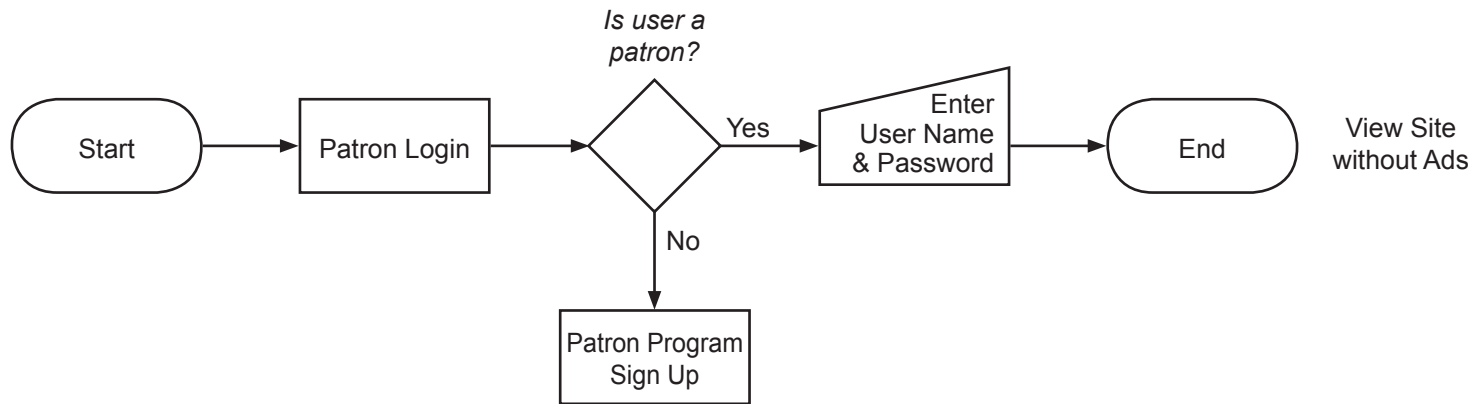 Is user a
patron?
Start
Patron Login
Yes
Enter
User Name
& Password
End
View Site
without Ads
No
Patron Program
Sign Up